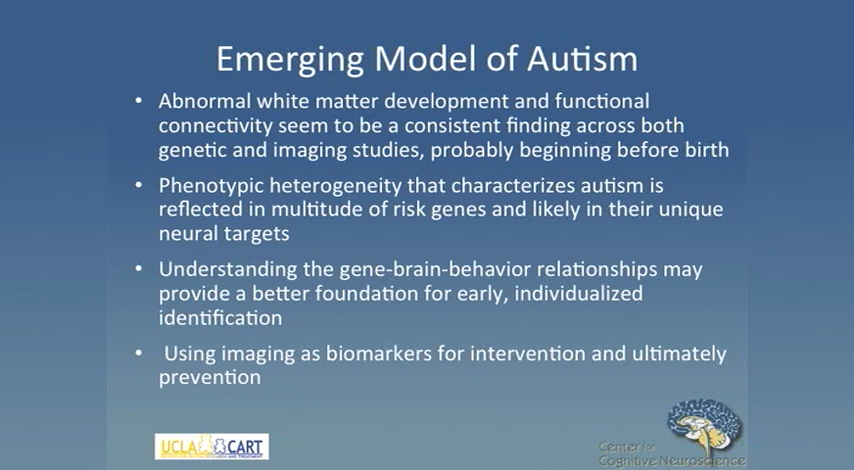 Emerging Model of Autism
• Abnormal white matter development and functional
connectivity seem to be a consistent finding across both
genetic and imaging studies, probably beginning before birth
• Phenotypic heterogeneity that characterizes autism is
reflected in multitude of risk genes and likely in their unique
neural targets
• Understanding the gene-brain-behavior relationships may
provide a better foundation for early, individualized
identification
• Using imaging as biomarkers for intervention and ultimately
prevention
UCLA CART
Center for
Cognitive Neuroscience